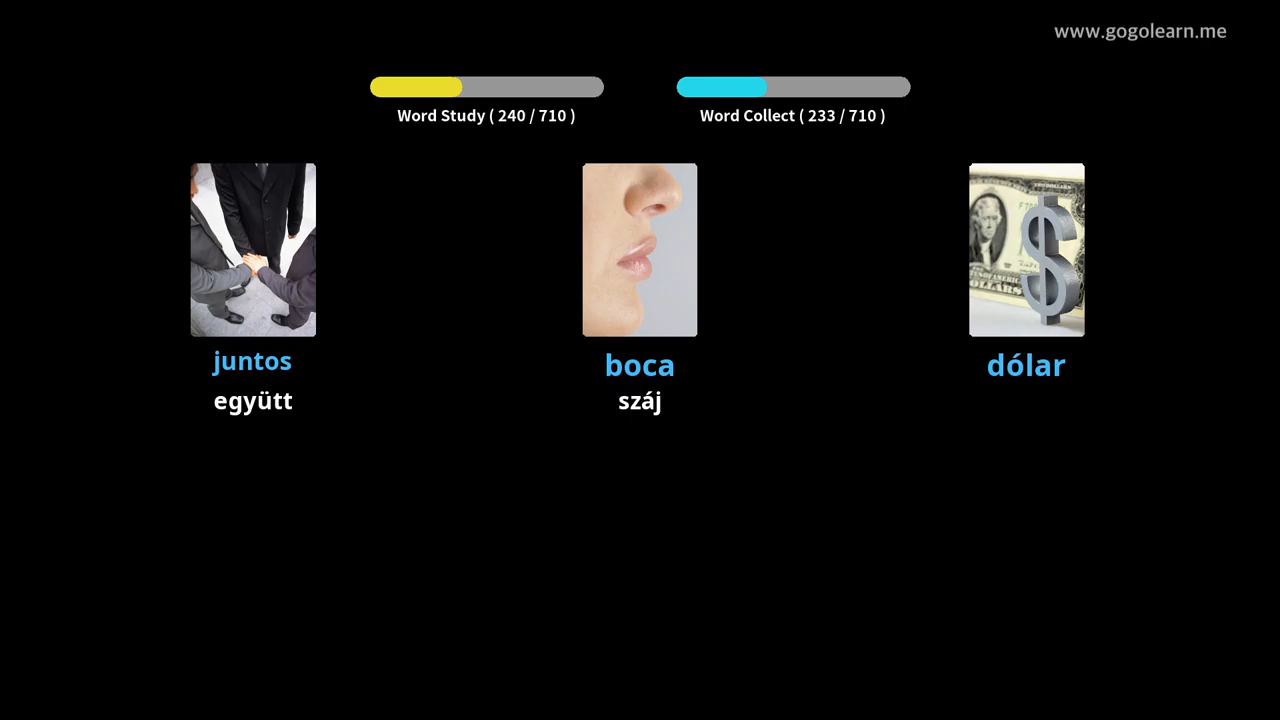 www.gogolearn.me
Word Study ( 240 / 710 )
Word Collect ( 233 / 710 )
juntos
együtt
boca
száj
dólar